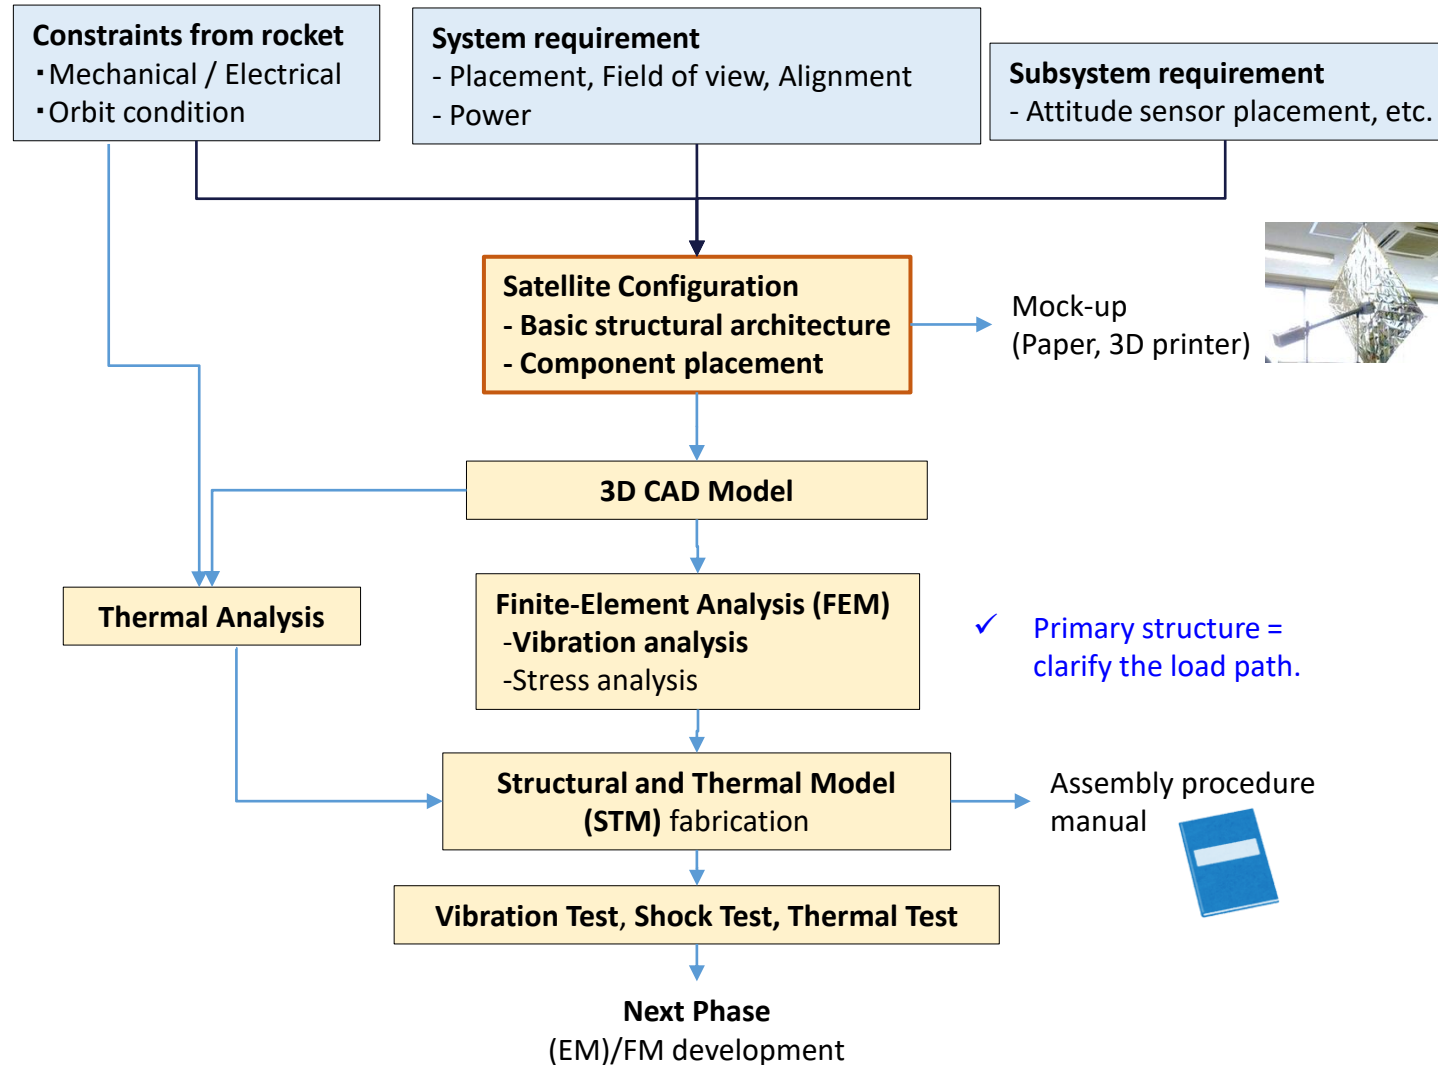 Constraints from rocket
・Mechanical / Electrical
・Orbit condition
System requirement
- Placement, Field of view, Alignment
- Power
Subsystem requirement
- Attitude sensor placement, etc.
Satellite Configuration
- Basic structural architecture
- Component placement
Mock-up
(Paper, 3D printer)
3D CAD Model
Thermal Analysis
Finite-Element Analysis (FEM)
-Vibration analysis
-Stress analysis
✓ Primary structure =
clarify the load path.
Structural and Thermal Model
(STM) fabrication
Assembly procedure
manual
Vibration Test, Shock Test, Thermal Test
Next Phase
(EM)/FM development